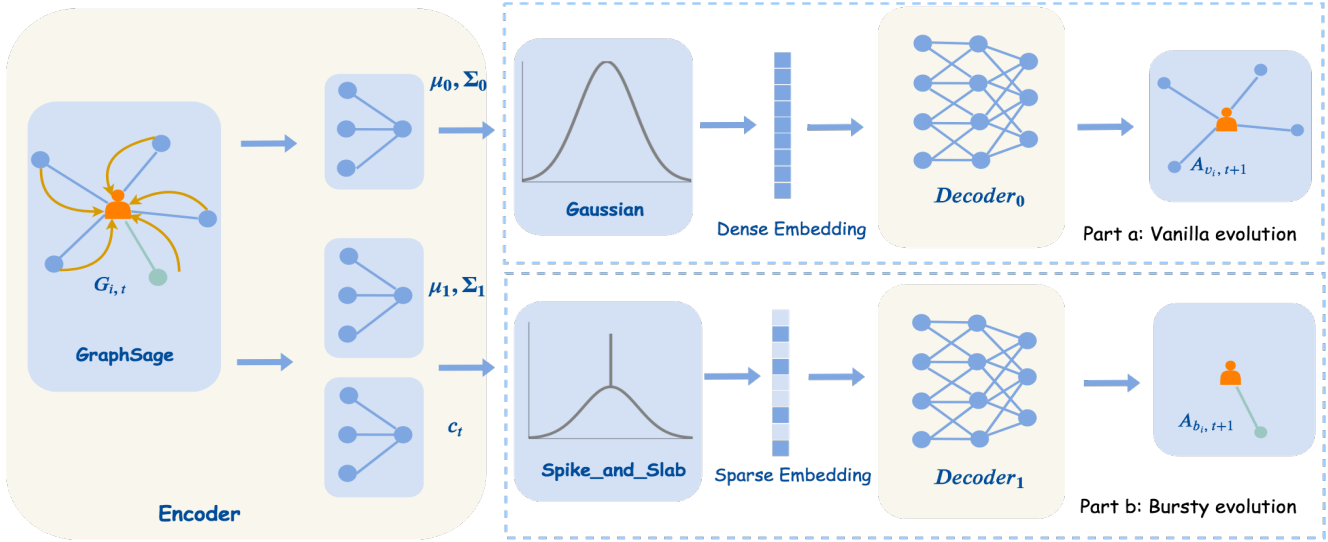 G_{i, t}
GraphSage
μ₀, Σ₀
μ₁, Σ₁
c_t
Encoder
Gaussian
Dense Embedding
Decoder₀
A_{v_i, t+1}
Part a: Vanilla evolution
Spike_and_Slab
Sparse Embedding
Decoder₁
A_{b_i, t+1}
Part b: Bursty evolution